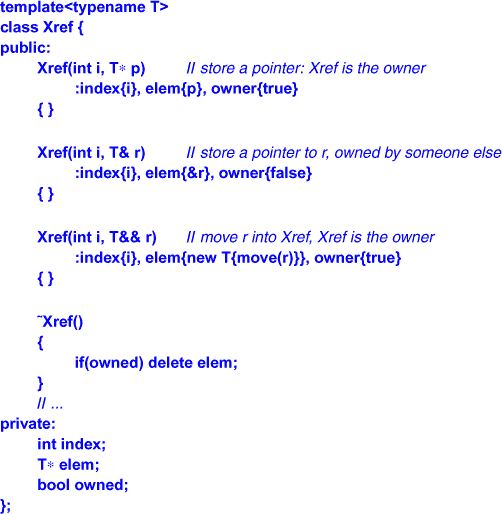 template<typename T>
class Xref {
public:
Xref(int i, T∗ p) // store a pointer: Xref is the owner
:index{i}, elem{p}, owner{true}
{ }
Xref(int i, T& r) // store a pointer to r, owned by someone else
:index{i}, elem{&r}, owner{false}
{ }
Xref(int i, T&& r) // move r into Xref, Xref is the owner
:index{i}, elem{new T{move(r)}}, owner{true}
{ }
~Xref()
{
if(owned) delete elem;
}
// ...
private:
int index;
T∗ elem;
bool owned;
};